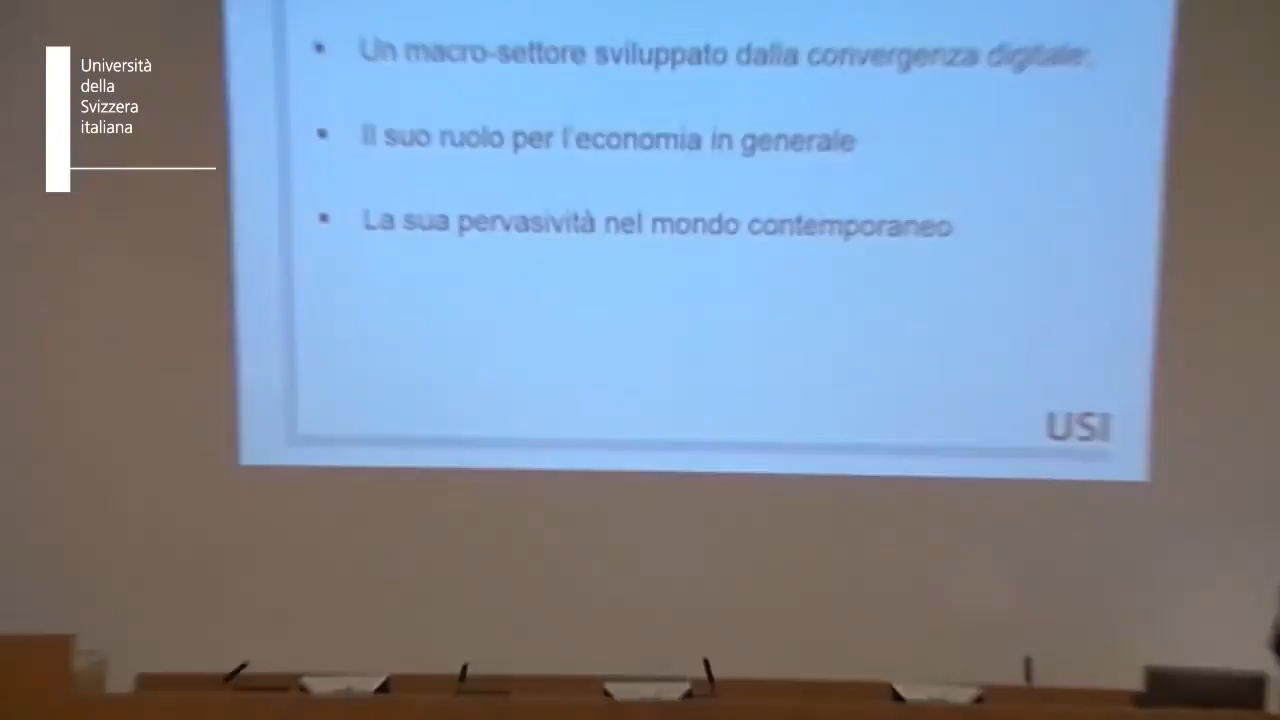 Università
della
Svizzera
italiana
Un macro-settore sviluppato dalla convergenza digitale;
Il suo ruolo per l'economia in generale
La sua pervasività nel mondo contemporaneo
USI